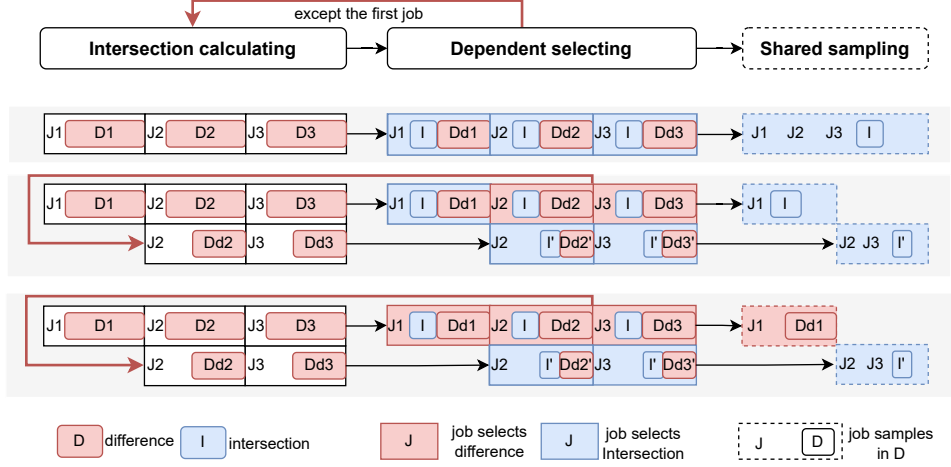 except the first job
Intersection calculating Dependent selecting Shared sampling
J1 D1 J2 D2 J3 D3 J1 I Dd1 J2 I Dd2 J3 I Dd3 J1 J2 J3 I
J1 D1 J2 D2 J3 D3 J1 I Dd1 J2 I Dd2 J3 I Dd3 J1 I
J2 Dd2 J3 Dd3 J2 I' Dd2' J3 I' Dd3' J2 J3 I'
J1 D1 J2 D2 J3 D3 J1 I Dd1 J2 I Dd2 J3 I Dd3 J1 Dd1
J2 Dd2 J3 Dd3 J2 I' Dd2' J3 I' Dd3' J2 J3 I'
D difference I intersection J job selects difference J job selects Intersection J D job samples in D